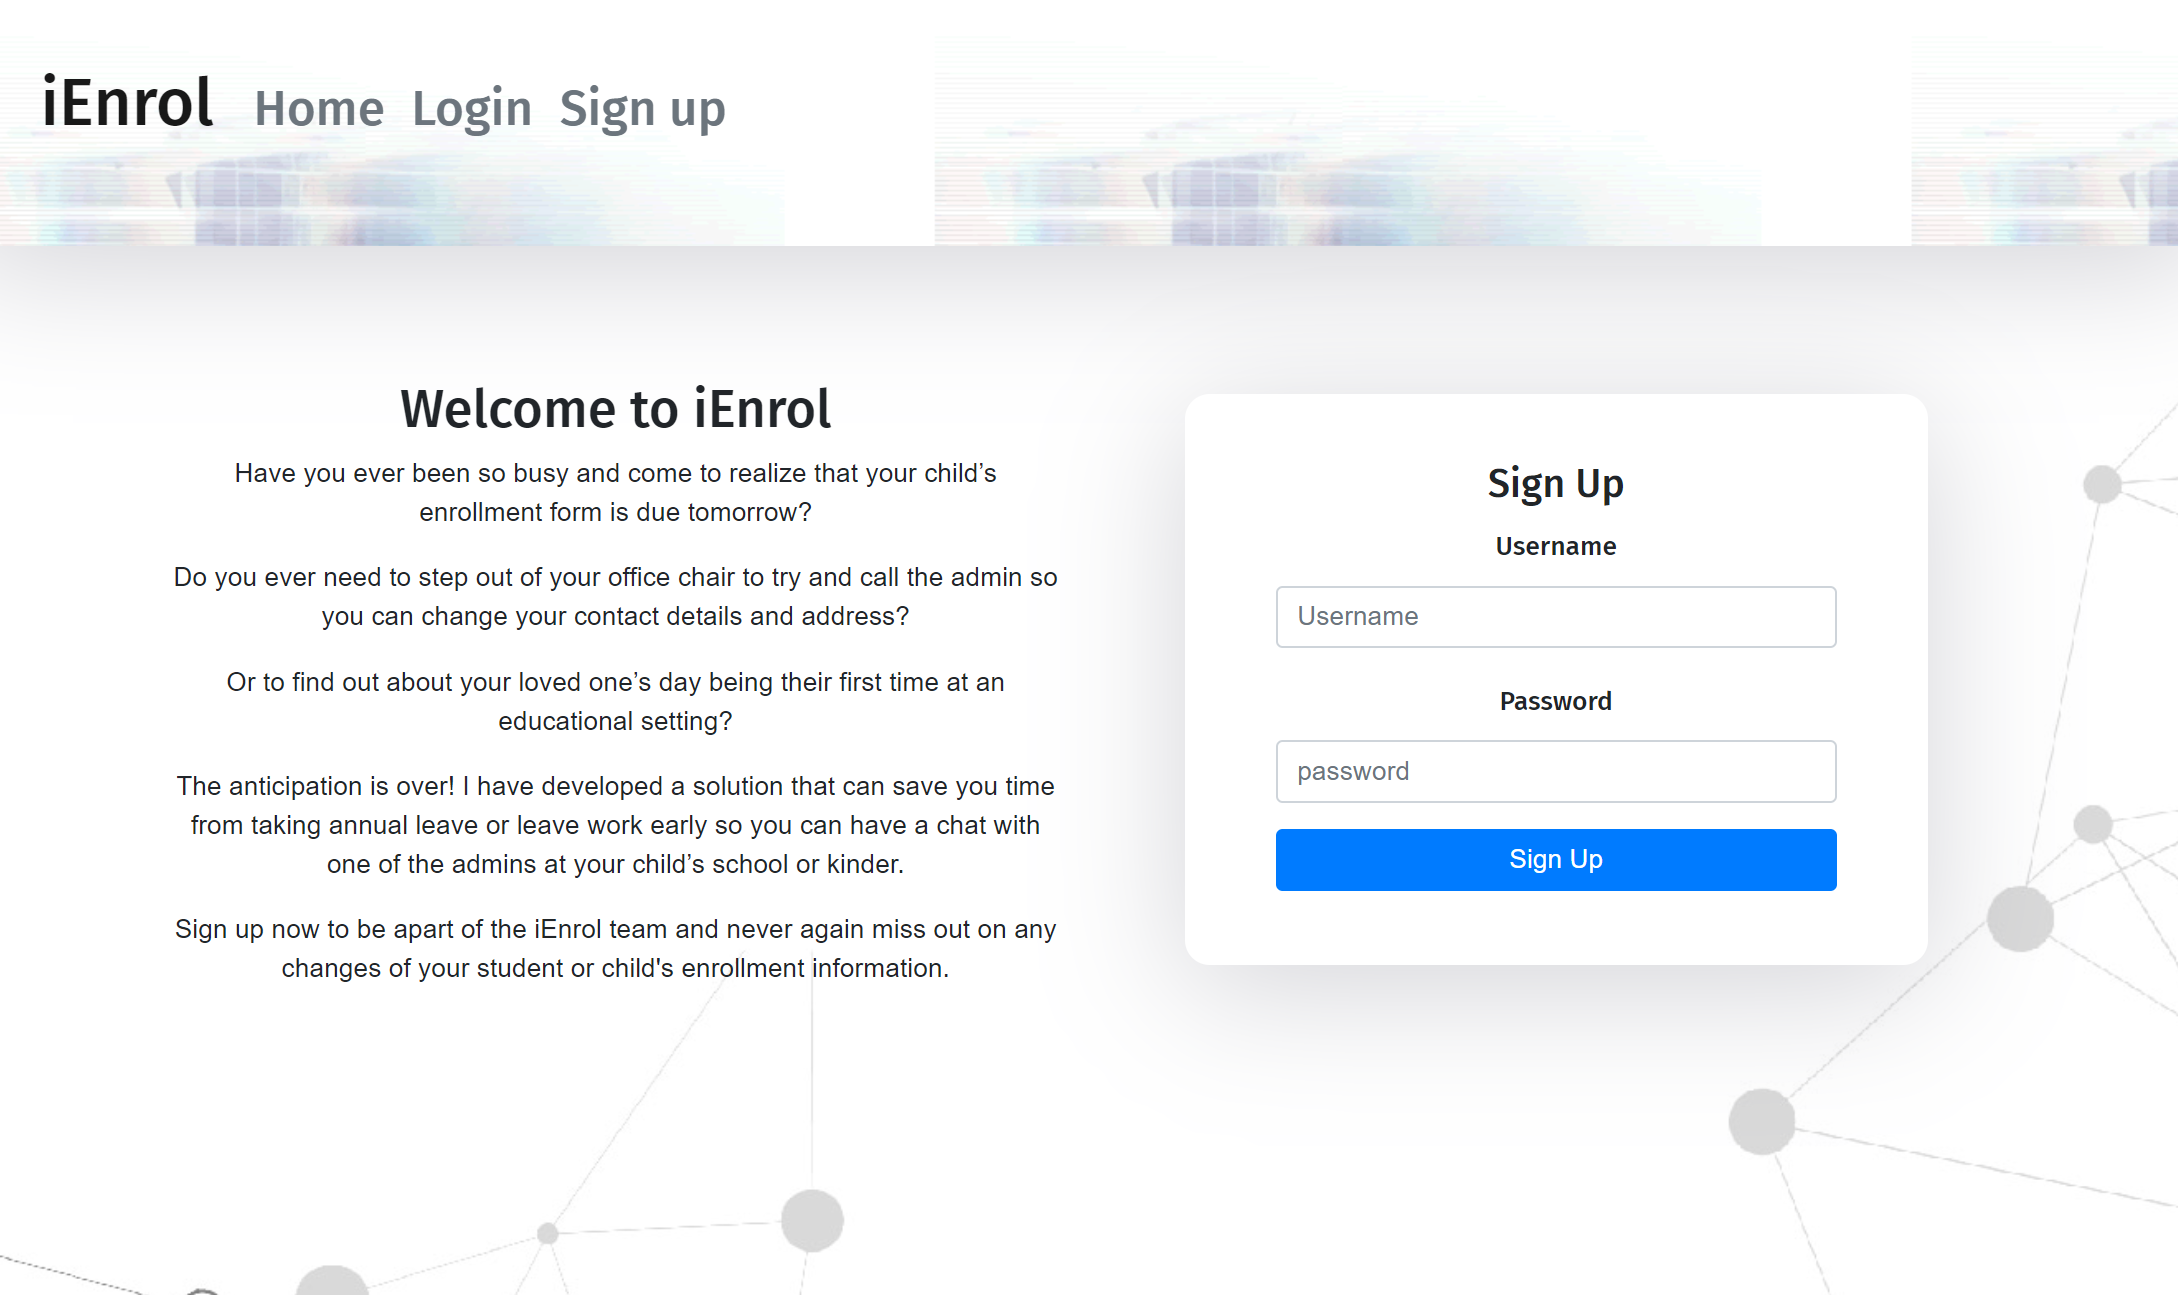 iEnrol Home Login Sign up
Welcome to iEnrol
Have you ever been so busy and come to realize that your child’s
enrollment form is due tomorrow?
Do you ever need to step out of your office chair to try and call the admin so
you can change your contact details and address?
Or to find out about your loved one’s day being their first time at an
educational setting?
The anticipation is over! I have developed a solution that can save you time
from taking annual leave or leave work early so you can have a chat with
one of the admins at your child’s school or kinder.
Sign up now to be apart of the iEnrol team and never again miss out on any
changes of your student or child's enrollment information.
Sign Up
Username
Username
Password
password
Sign Up